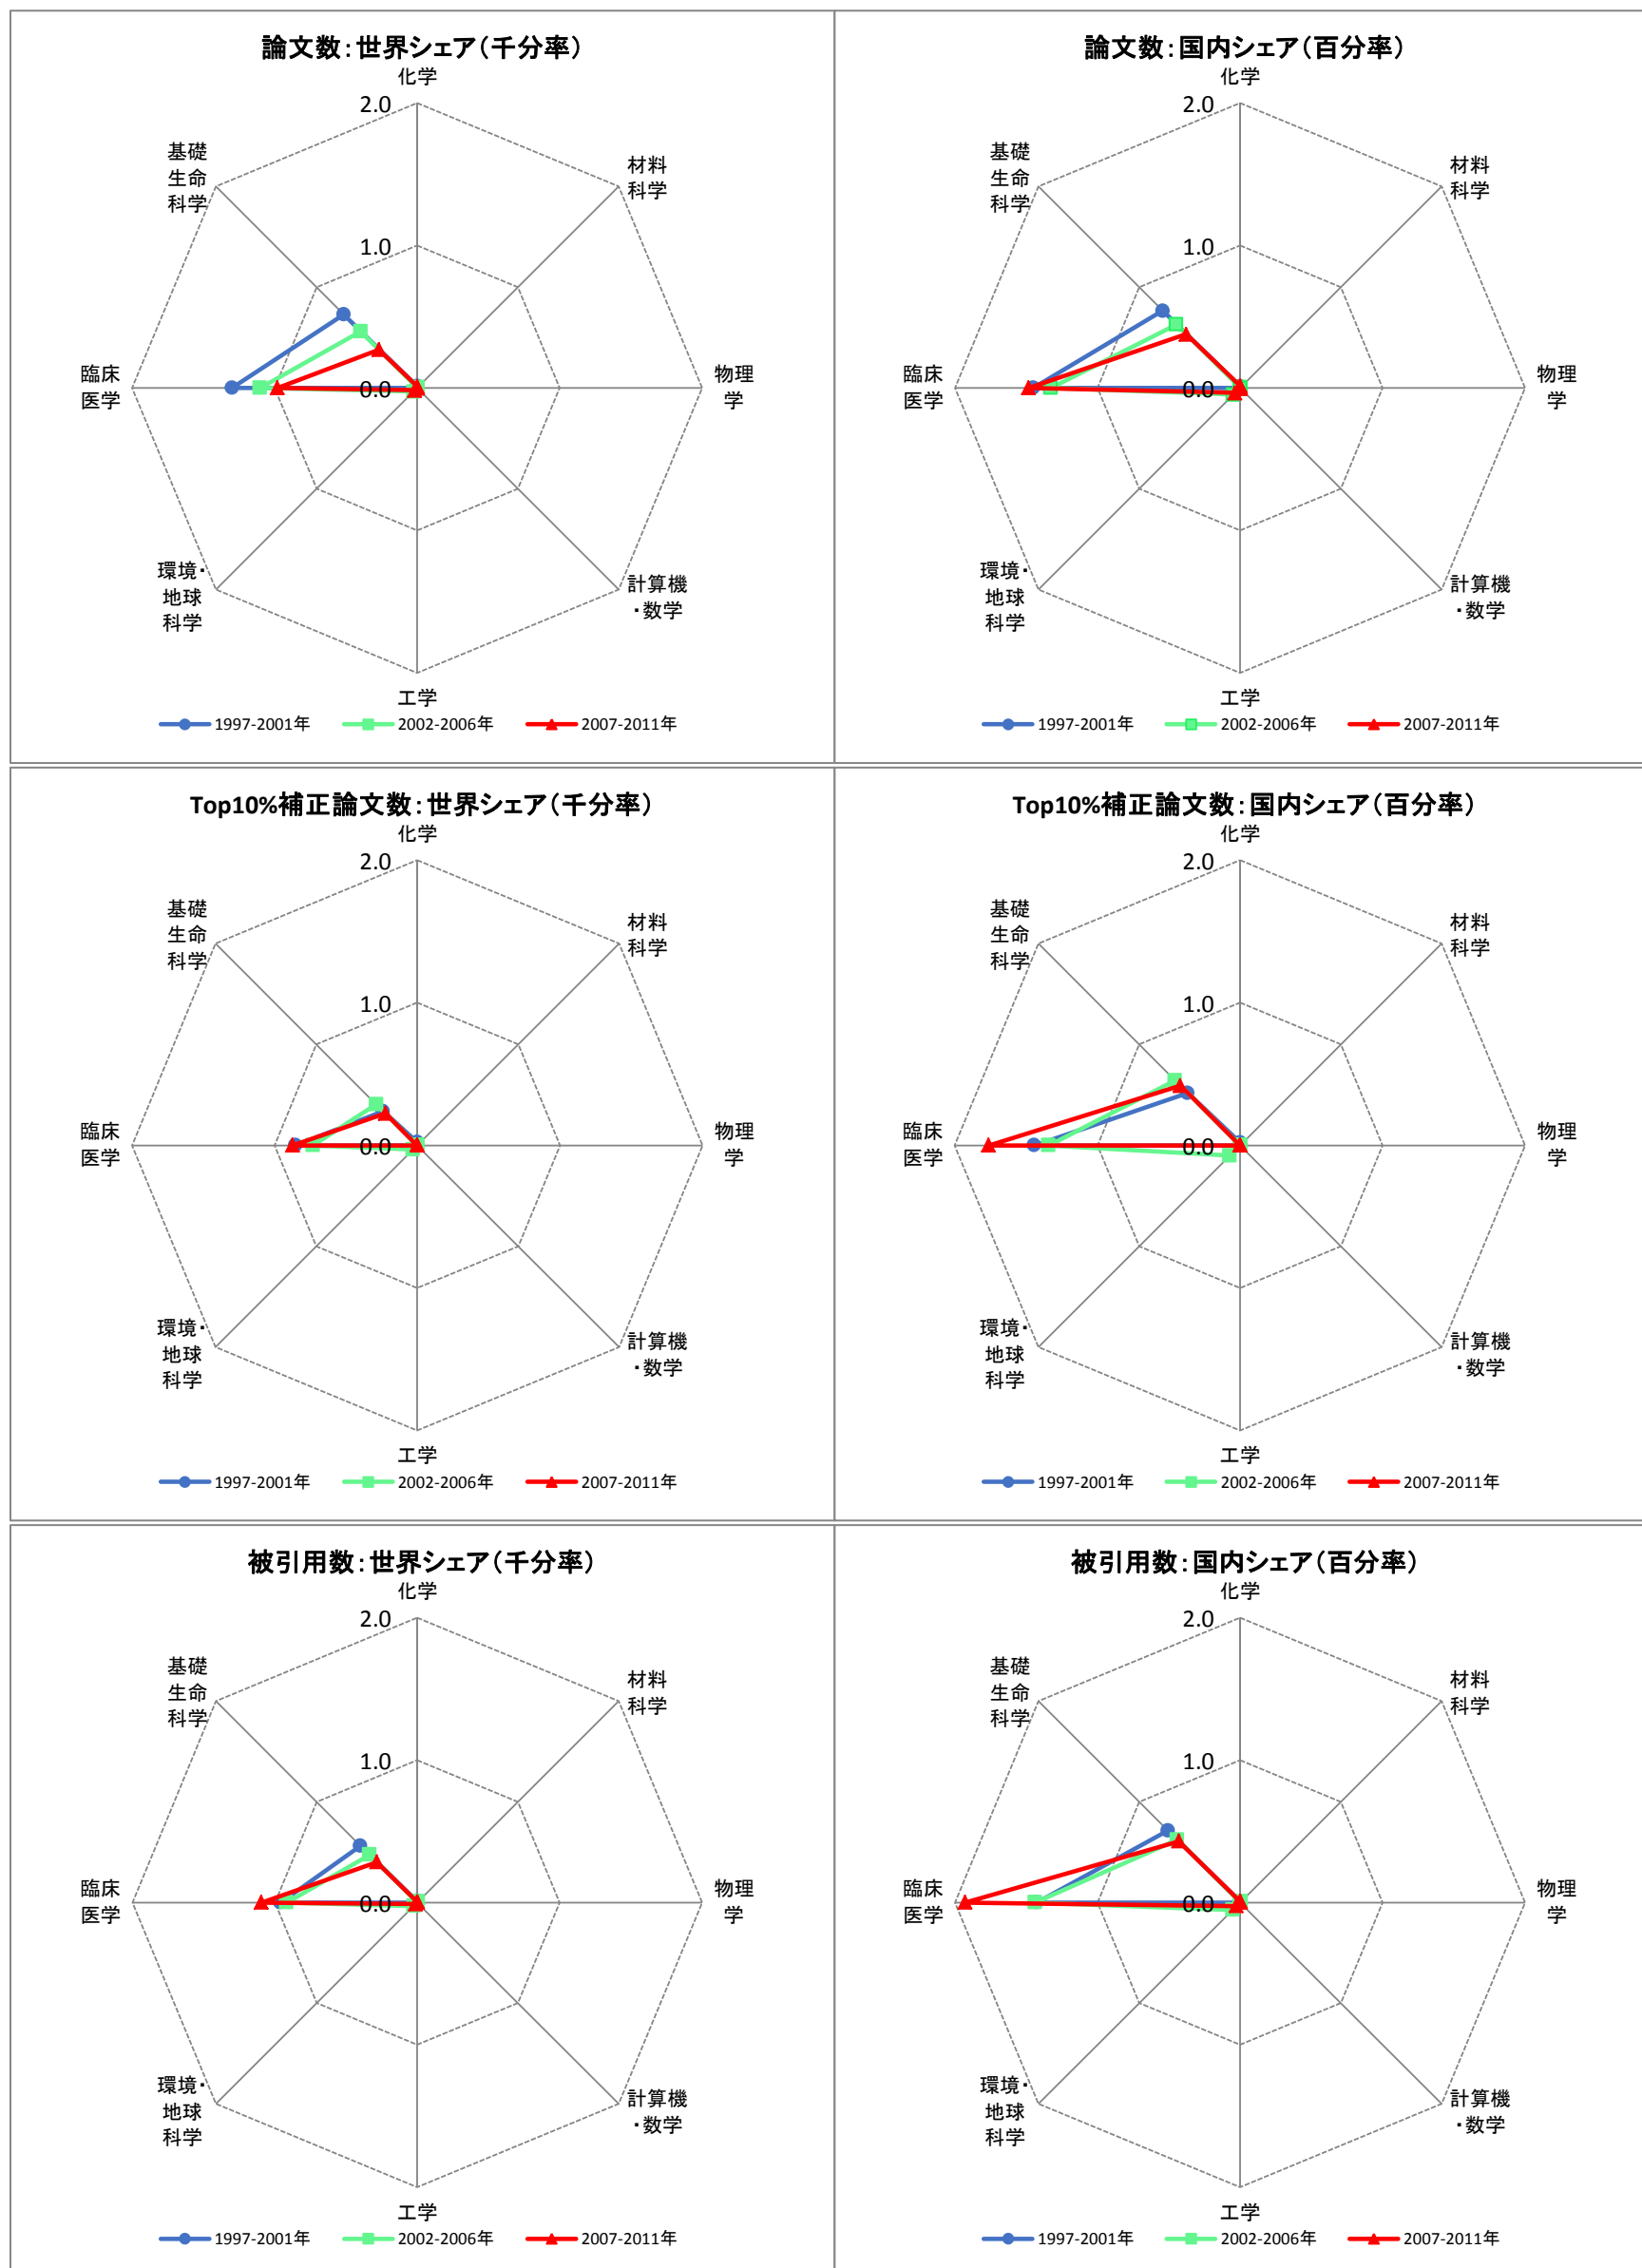 論文数：世界シェア（千分率）
化学
2.0
基礎
生命
科学
材料
科学
1.0
臨床
医学
0.0
物理
学
環境・
地球
科学
計算機
・数学
工学
1997-2001年
2002-2006年
2007-2011年
論文数：国内シェア（百分率）
化学
2.0
基礎
生命
科学
材料
科学
1.0
臨床
医学
0.0
物理
学
環境・
地球
科学
計算機
・数学
工学
1997-2001年
2002-2006年
2007-2011年
Top10%補正論文数：世界シェア（千分率）
化学
2.0
基礎
生命
科学
材料
科学
1.0
臨床
医学
0.0
物理
学
環境・
地球
科学
計算機
・数学
工学
1997-2001年
2002-2006年
2007-2011年
Top10%補正論文数：国内シェア（百分率）
化学
2.0
基礎
生命
科学
材料
科学
1.0
臨床
医学
0.0
物理
学
環境・
地球
科学
計算機
・数学
工学
1997-2001年
2002-2006年
2007-2011年
被引用数：世界シェア（千分率）
化学
2.0
基礎
生命
科学
材料
科学
1.0
臨床
医学
0.0
物理
学
環境・
地球
科学
計算機
・数学
工学
1997-2001年
2002-2006年
2007-2011年
被引用数：国内シェア（百分率）
化学
2.0
基礎
生命
科学
材料
科学
1.0
臨床
医学
0.0
物理
学
環境・
地球
科学
計算機
・数学
工学
1997-2001年
2002-2006年
2007-2011年